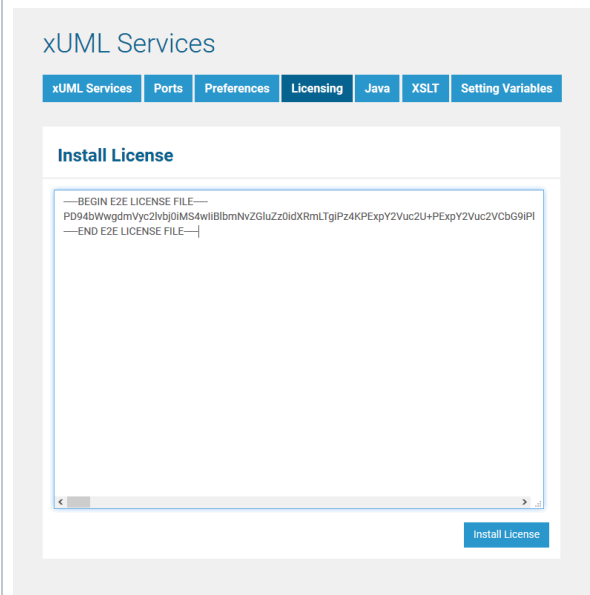 xUML Services
xUML Services Ports Preferences Licensing Java XSLT Setting Variables
Install License
-----BEGIN E2E LICENSE FILE-----
PD94bWwgdmVyc2lvbj0iMS4wIiBlbmNvZGluZz0idXRmLTgiPz4KPExpY2Vuc2U+PExpY2Vuc2VCbG9iPl
-----END E2E LICENSE FILE-----
Install License